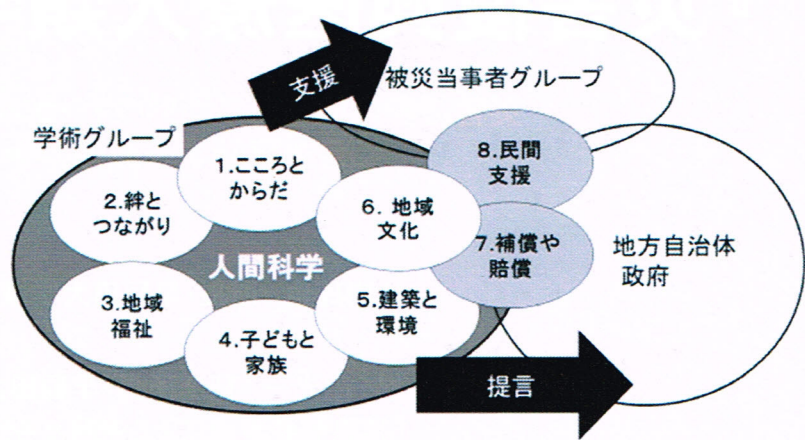 支援
被災当事者グループ
学術グループ
1.こころと
からだ
8.民間
支援
2.絆と
つながり
6. 地域
文化
7.補償や
賠償
地方自治体
政府
人間科学
3.地域
福祉
5.建築と
環境
4.子どもと
家族
提言